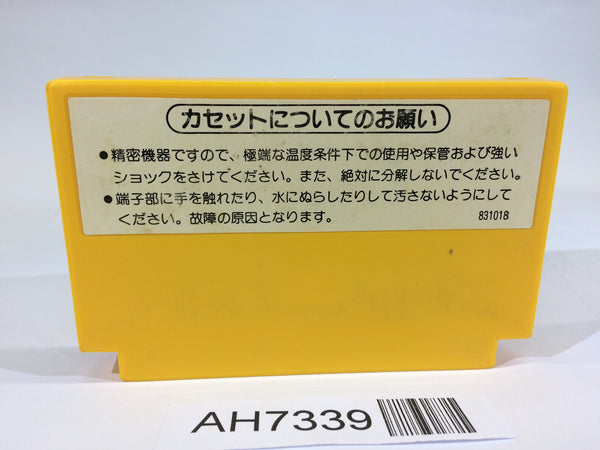 カセットについてのお願い
●精密機器ですので、極端な温度条件下での使用や保管および強い
ショックをさけてください。また、絶対に分解しないでください。
●端子部に手を触れたり、水にぬらしたりして汚さないようにして
ください。故障の原因となります。
831018
AH7339